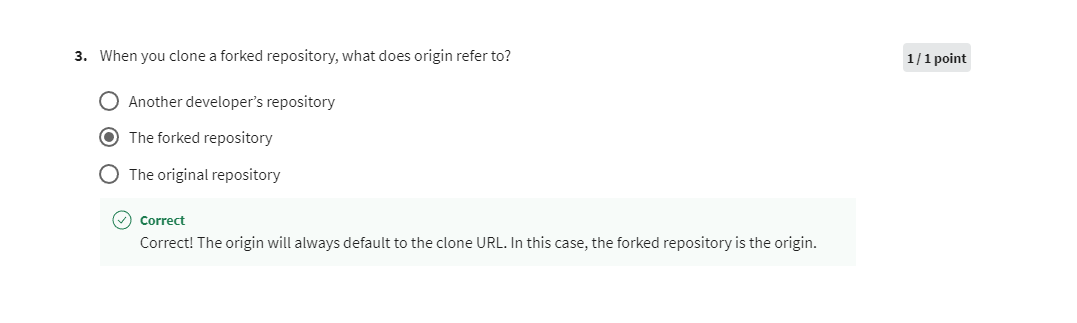 3. When you clone a forked repository, what does origin refer to?
1 / 1 point
Another developer’s repository
The forked repository
The original repository
Correct
Correct! The origin will always default to the clone URL. In this case, the forked repository is the origin.